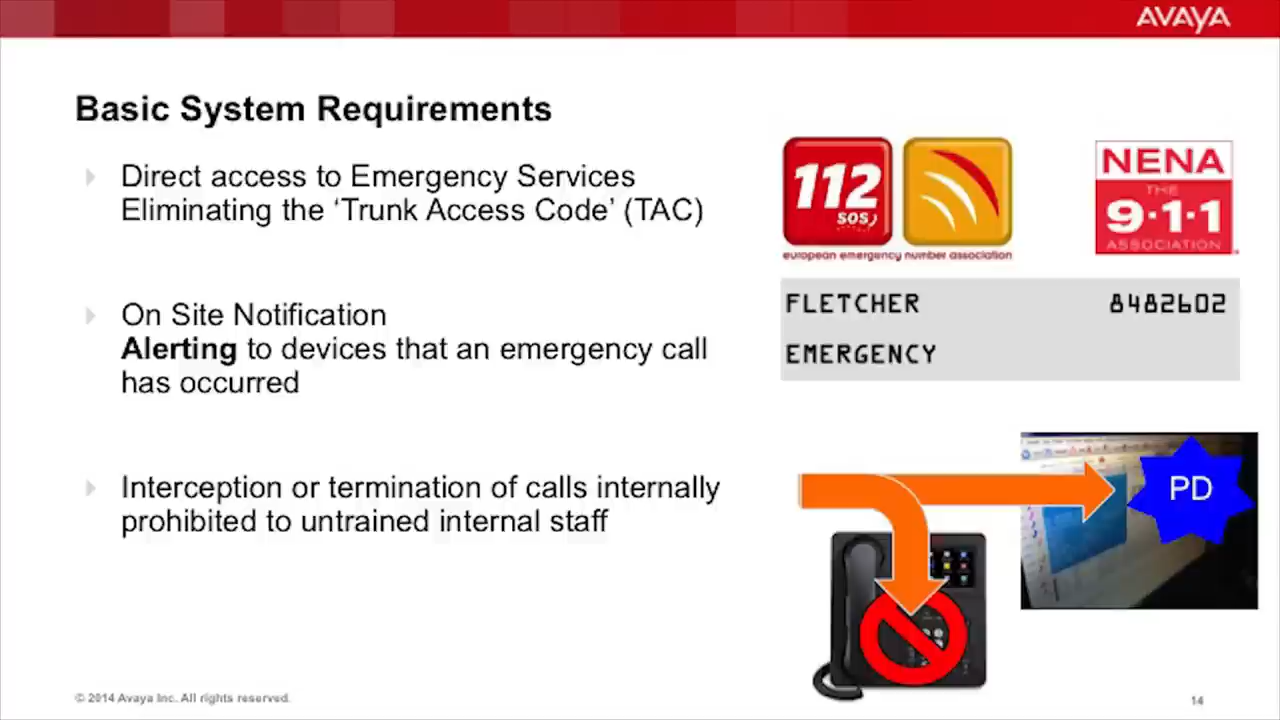 AVAYA
Basic System Requirements
Direct access to Emergency Services
Eliminating the ‘Trunk Access Code’ (TAC)
On Site Notification
Alerting to devices that an emergency call
has occurred
Interception or termination of calls internally
prohibited to untrained internal staff
112
SOS
european emergency number association
NENA
THE
9·1·1
ASSOCIATION
FLETCHER 8482602
EMERGENCY
PD
© 2014 Avaya Inc. All rights reserved.
14